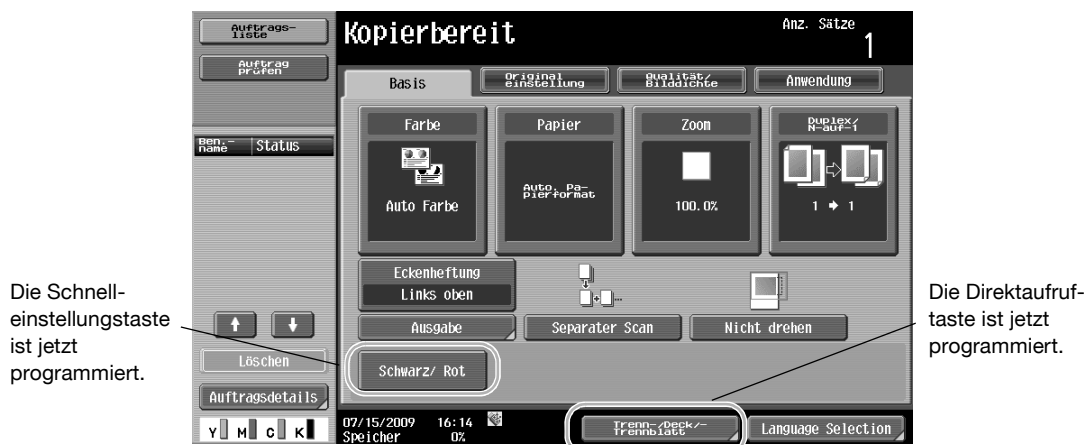 Auftrags-
liste
Auftrag
prüfen
Ben.-
name
Status
Löschen
Auftragsdetails
Y M C K
Kopierbereit
Anz. Sätze
1
Basis
Original
einstellung
Qualität/
Bilddichte
Anwendung
Farbe
Auto Farbe
Papier
Auto. Pa-
pierformat
Zoom
100.0%
Duplex/
N-auf-1
1 ➔ 1
Eckenheftung
Links oben
Ausgabe
Separater Scan
Nicht drehen
Schwarz/ Rot
07/15/2009 16:14
Speicher 0%
Trenn-/Deck/-
Trennblatt
Language Selection
Die Schnell-
einstellungstaste
ist jetzt
programmiert.
Die Direktaufruf-
taste ist jetzt
programmiert.